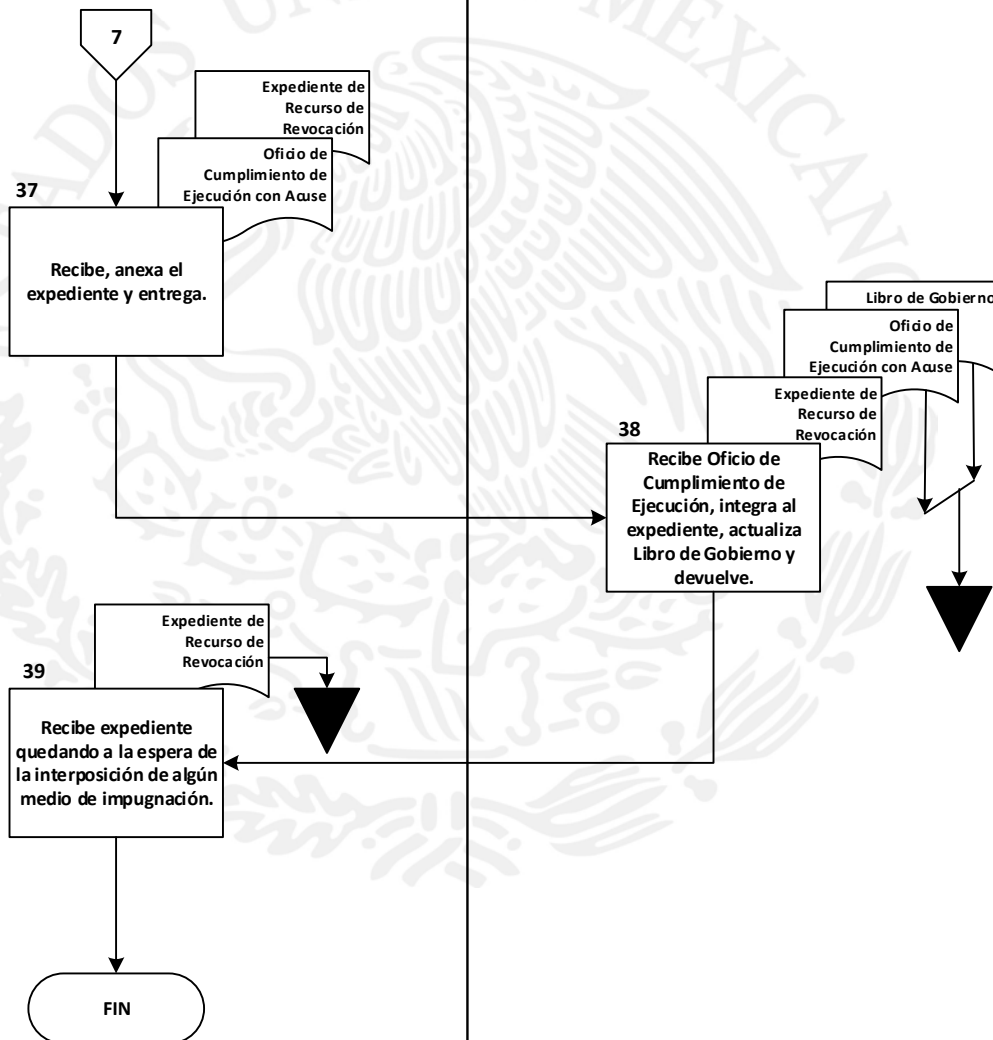 ADOS UN
MEXICANO
7
Expediente de
Recurso de
Revocación
Oficio de
Cumplimiento de
Ejecución con Acuse
37
Recibe, anexa el
expediente y entrega.
Libro de Gobierno
Oficio de
Cumplimiento de
Ejecución con Acuse
Expediente de
Recurso de
Revocación
38
Recibe Oficio de
Cumplimiento de
Ejecución, integra al
expediente, actualiza
Libro de Gobierno y
devuelve.
Expediente de
Recurso de
Revocación
39
Recibe expediente
quedando a la espera de
la interposición de algún
medio de impugnación.
FIN